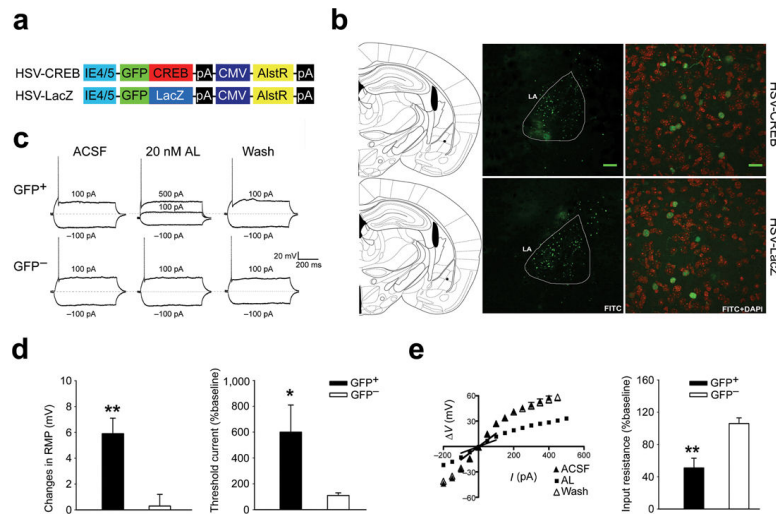 a
HSV-CREB IE4/5 GFP CREB pA CMV AlstR pA
HSV-LacZ IE4/5 GFP LacZ pA CMV AlstR pA
b
LA
HSV-CREB
LA
HSV-LacZ
FITC
FITC+DAPI
c
ACSF 20 nM AL Wash
GFP+
100 pA 500 pA 100 pA
100 pA
−100 pA −100 pA −100 pA
GFP−
100 pA 100 pA 100 pA
−100 pA −100 pA −100 pA
20 mV
200 ms
d
Changes in RMP (mV)
8
6
4
2
0
**
Threshold current (%baseline)
1,000
800
600
400
200
0
*
GFP+
GFP−
e
ΔV (mV)
60
30
0
−30
−60
−200 0 200 400 600
I (pA)
ACSF
AL
Wash
Input resistance (%baseline)
160
120
80
40
0
**
GFP+
GFP−